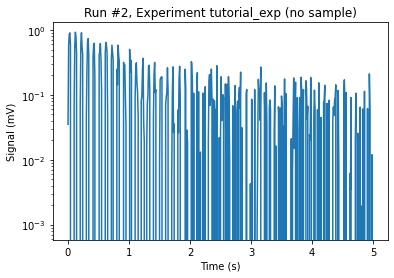 Run #2, Experiment tutorial_exp (no sample)
Signal (mV)
10⁰
10⁻¹
10⁻²
10⁻³
0 1 2 3 4 5
Time (s)